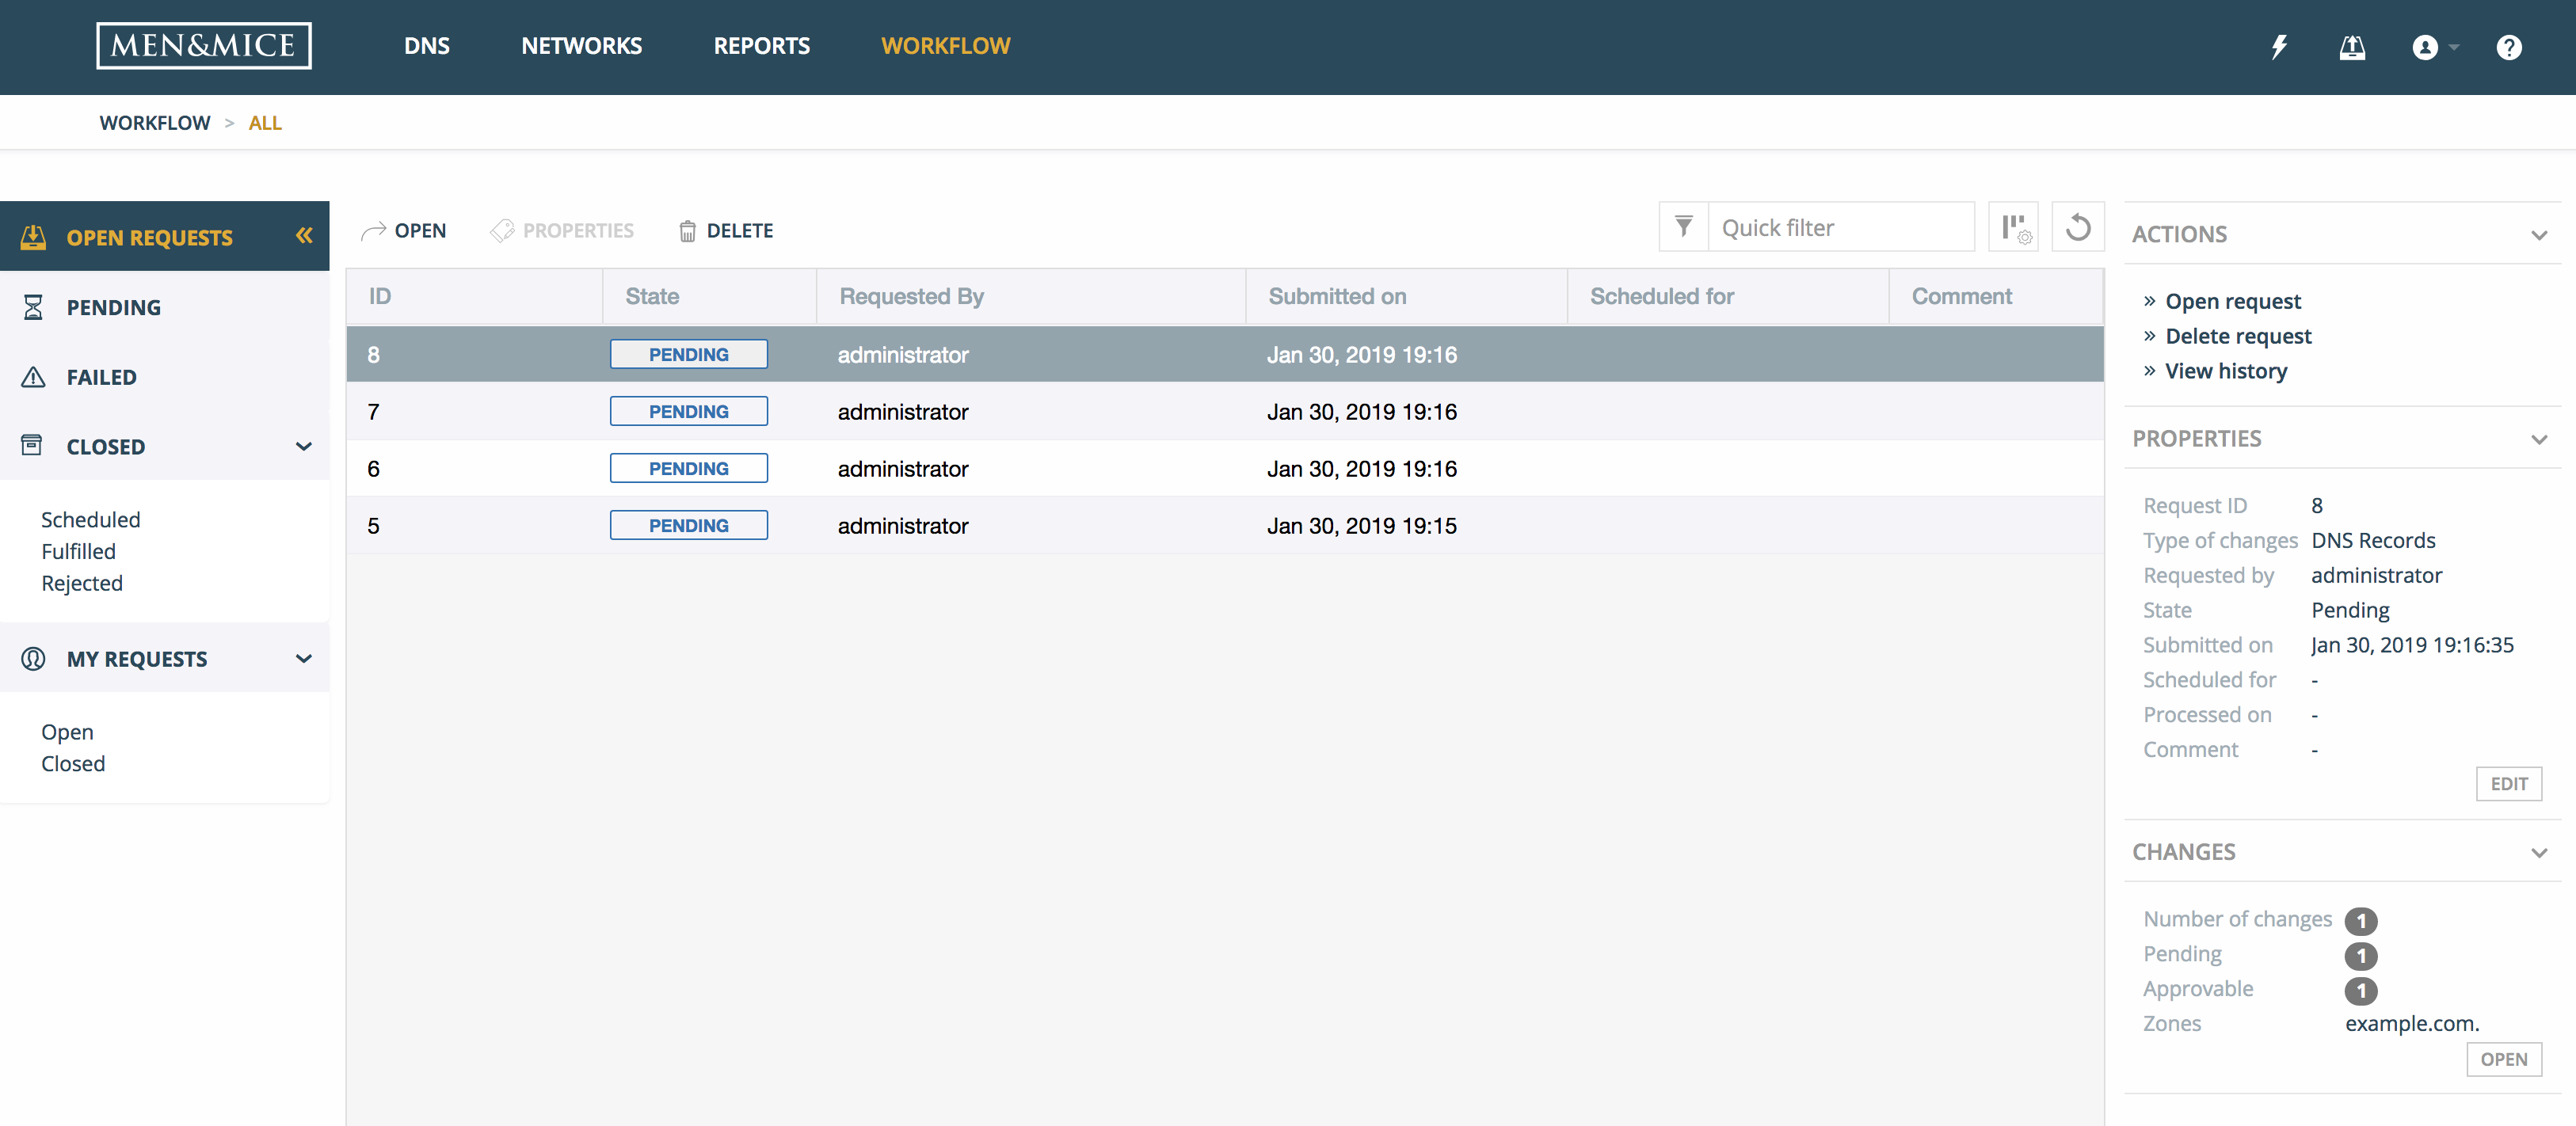 MEN&MICE DNS NETWORKS REPORTS WORKFLOW
WORKFLOW > ALL
OPEN REQUESTS
PENDING
FAILED
CLOSED
Scheduled
Fulfilled
Rejected
MY REQUESTS
Open
Closed
OPEN PROPERTIES DELETE Quick filter
ID State Requested By Submitted on Scheduled for Comment
8 PENDING administrator Jan 30, 2019 19:16
7 PENDING administrator Jan 30, 2019 19:16
6 PENDING administrator Jan 30, 2019 19:16
5 PENDING administrator Jan 30, 2019 19:15
ACTIONS
» Open request
» Delete request
» View history
PROPERTIES
Request ID 8
Type of changes DNS Records
Requested by administrator
State Pending
Submitted on Jan 30, 2019 19:16:35
Scheduled for -
Processed on -
Comment -
EDIT
CHANGES
Number of changes 1
Pending 1
Approvable 1
Zones example.com.
OPEN